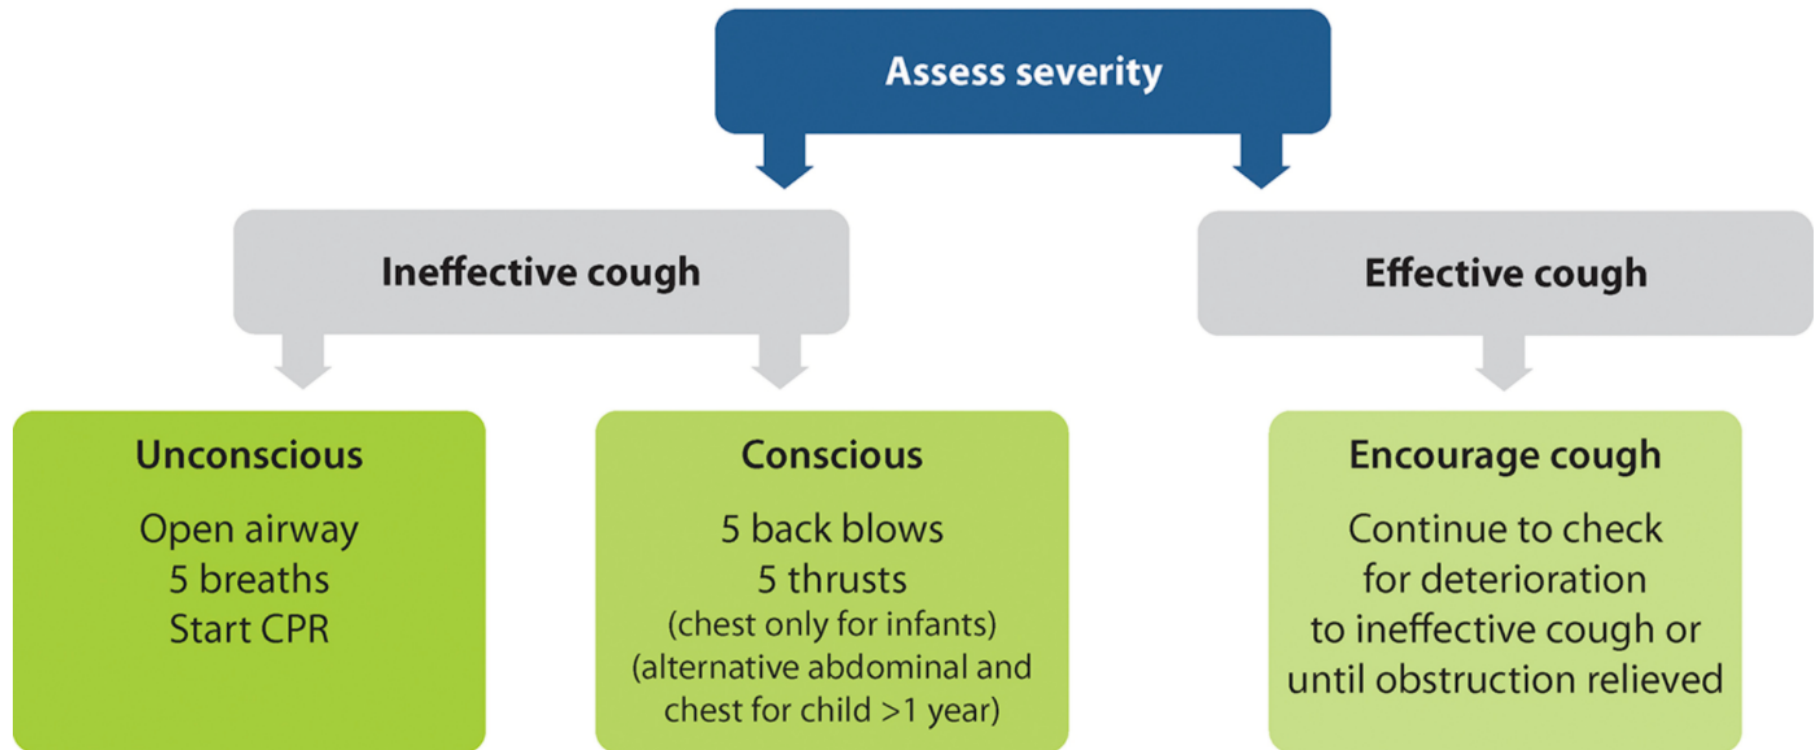 Assess severity
Ineffective cough
Effective cough
Unconscious
Open airway
5 breaths
Start CPR
Conscious
5 back blows
5 thrusts
(chest only for infants)
(alternative abdominal and
chest for child >1 year)
Encourage cough
Continue to check
for deterioration
to ineffective cough or
until obstruction relieved